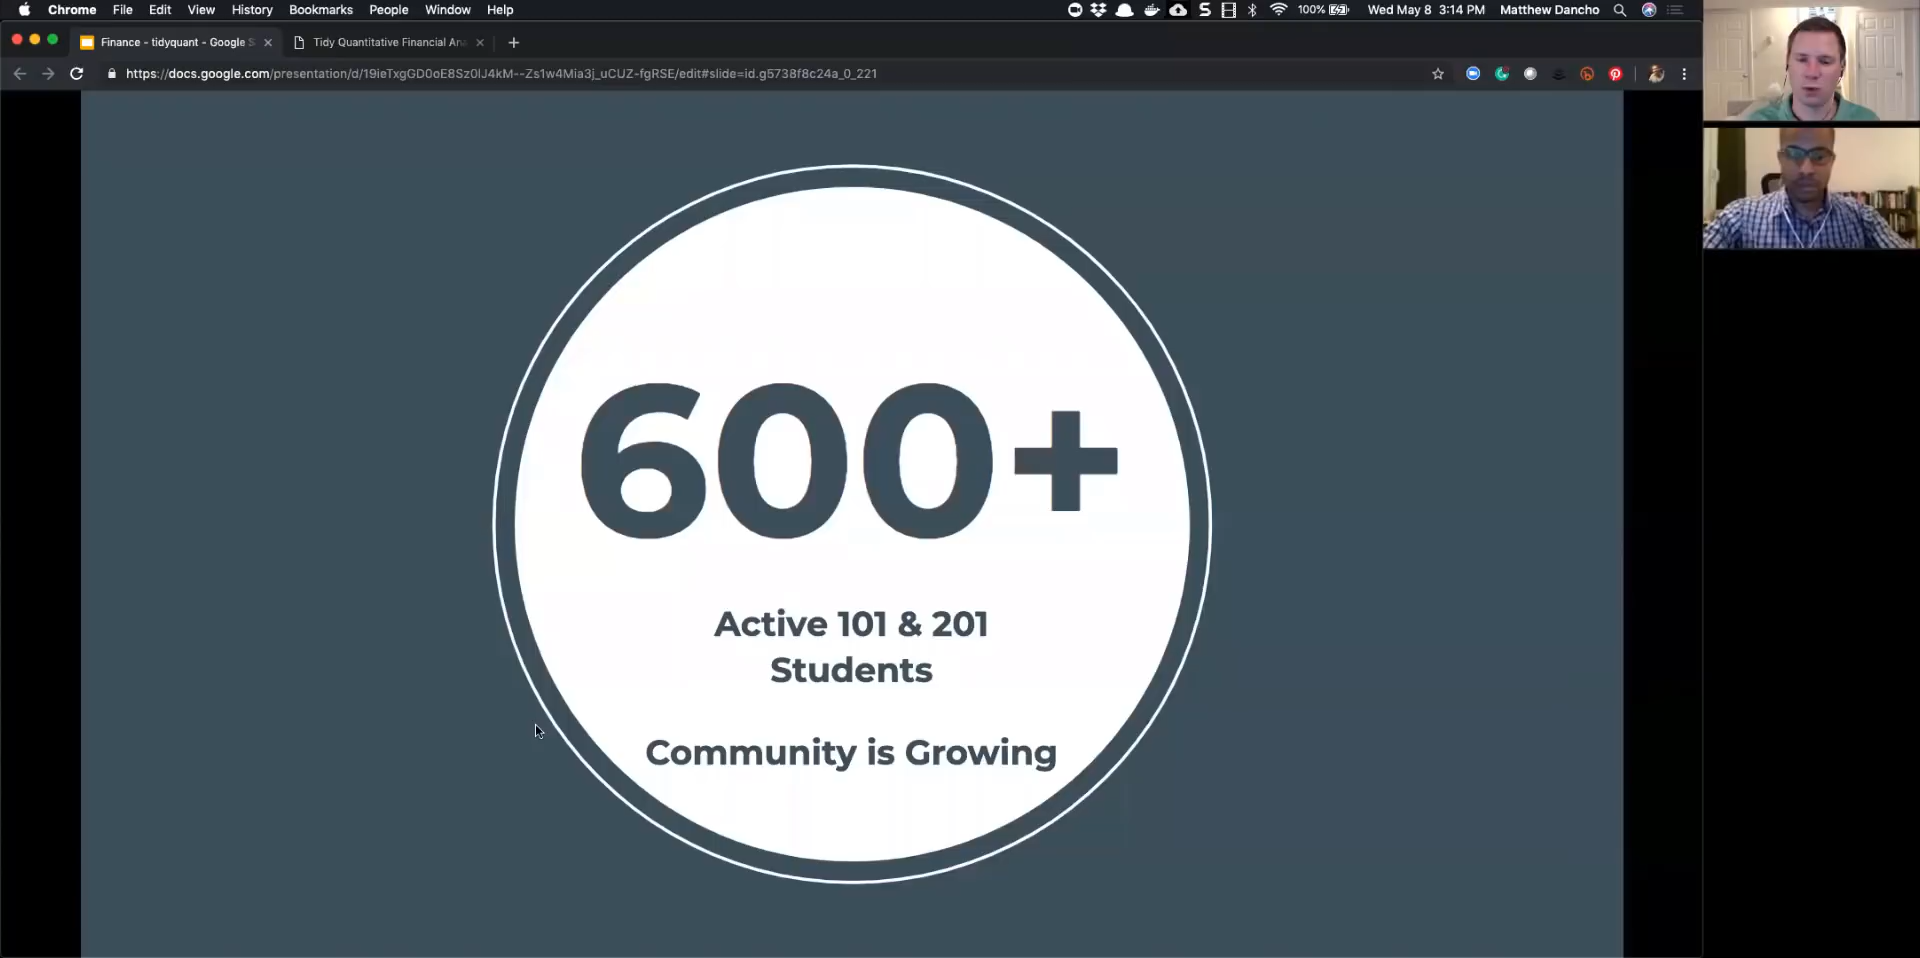 Chrome File Edit View History Bookmarks People Window Help
100% Wed May 8 3:14 PM Matthew Dancho
Finance - tidyquant - Google S
Tidy Quantitative Financial Ana
https://docs.google.com/presentation/d/19ieTxgGD0oE8Sz0IJ4kM--Zs1w4Mia3j_uCUZ-fgRSE/edit#slide=id.g5738f8c24a_0_221
600+
Active 101 & 201
Students
Community is Growing